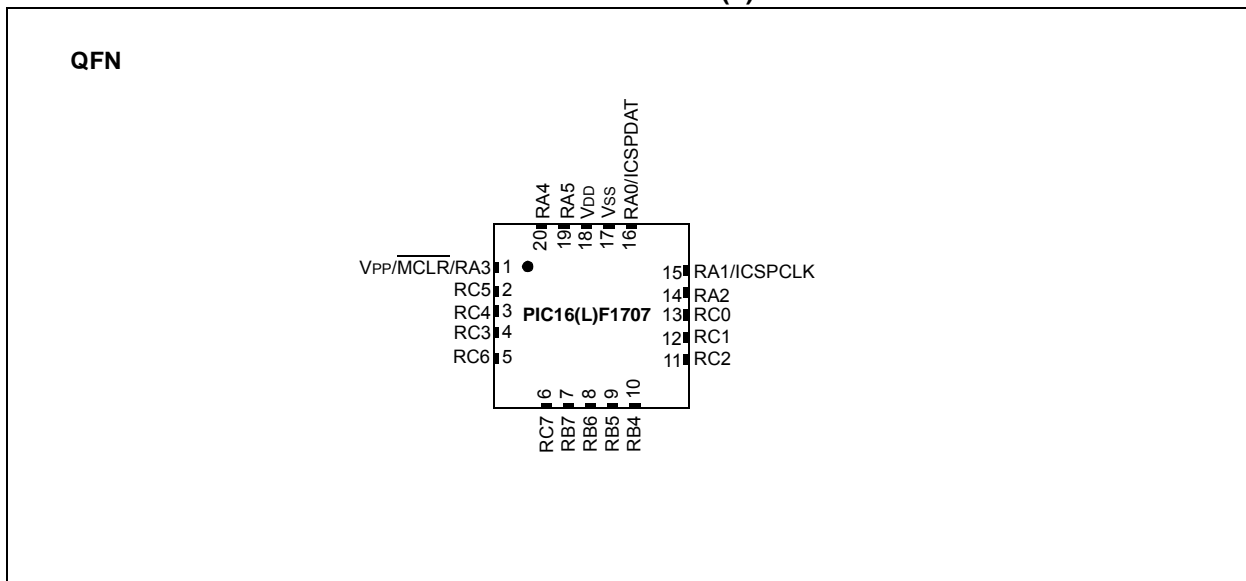 QFN
20 RA4
19 RA5
18 VDD
17 VSS
16 RA0/ICSPDAT
VPP/MCLR/RA3 1
RC5 2
RC4 3
RC3 4
RC6 5
PIC16(L)F1707
15 RA1/ICSPCLK
14 RA2
13 RC0
12 RC1
11 RC2
6 RC7
7 RB7
8 RB6
9 RB5
10 RB4